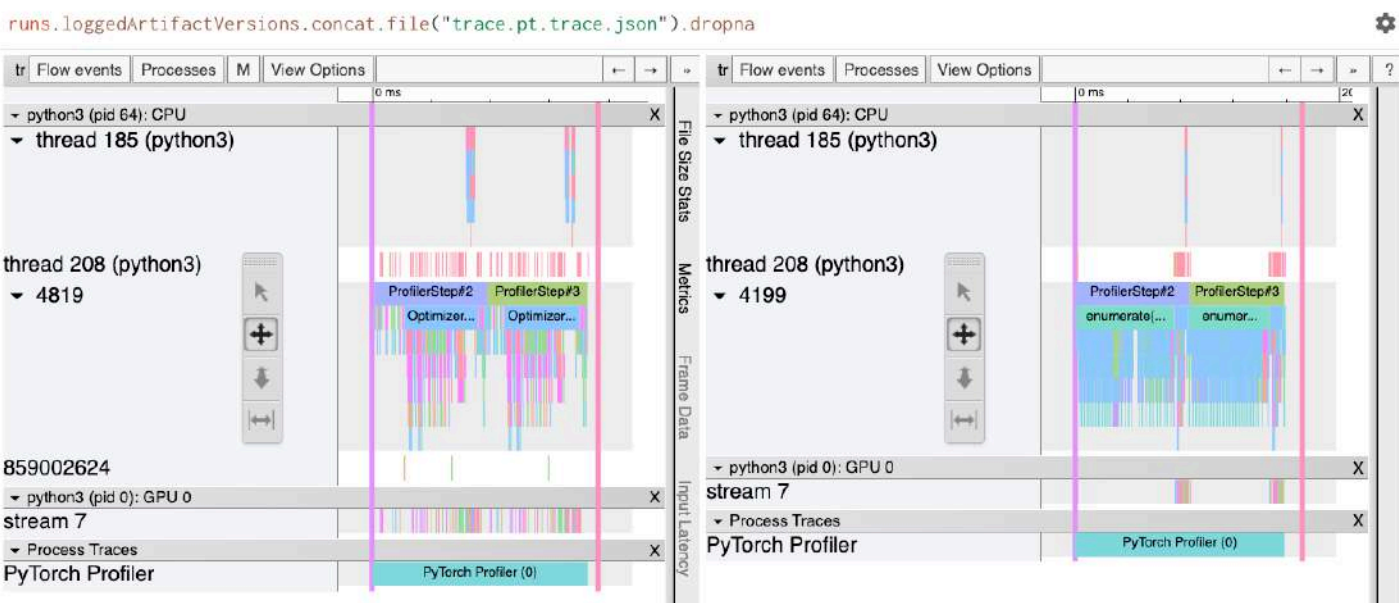 runs.loggedArtifactVersions.concat.file("trace.pt.trace.json").dropna
tr Flow events Processes M View Options ← → »
0 ms
python3 (pid 64): CPU X
thread 185 (python3)
thread 208 (python3)
4819
ProfilerStep#2 ProfilerStep#3
Optimizer... Optimizer...
859002624
python3 (pid 0): GPU 0 X
stream 7
Process Traces X
PyTorch Profiler
PyTorch Profiler (0)
File Size Stats
Metrics
Frame Data
Input Latency
tr Flow events Processes View Options ← → » ?
0 ms 20
python3 (pid 64): CPU X
thread 185 (python3)
thread 208 (python3)
4199
ProfilerStep#2 ProfilerStep#3
enumerate(... enumer...
python3 (pid 0): GPU 0 X
stream 7
Process Traces X
PyTorch Profiler
PyTorch Profiler (0)